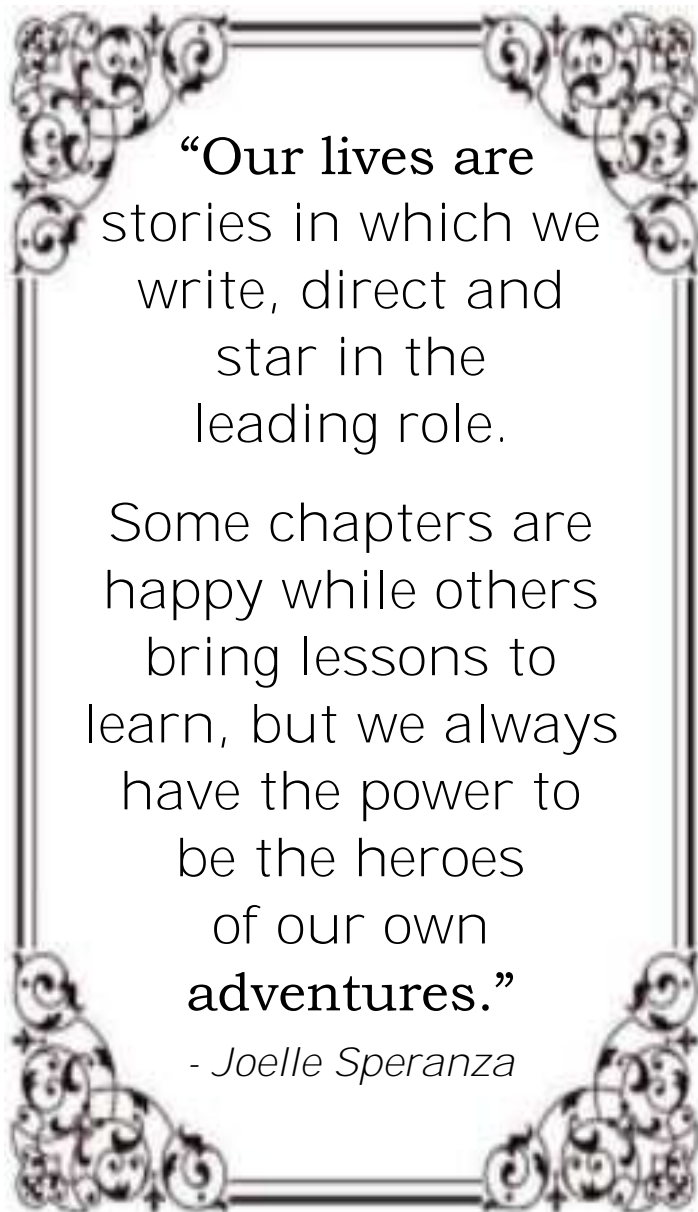 “Our lives are
stories in which we
write, direct and
star in the
leading role.
Some chapters are
happy while others
bring lessons to
learn, but we always
have the power to
be the heroes
of our own
adventures.”
- Joelle Speranza